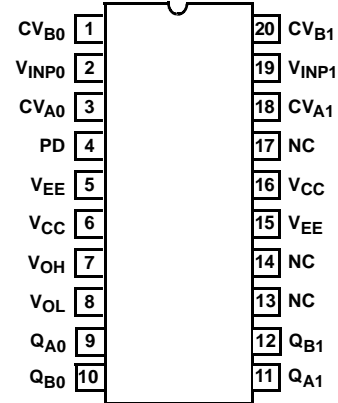 CVB0 1 20 CVB1
VINP0 2 19 VINP1
CVA0 3 18 CVA1
PD 4 17 NC
VEE 5 16 VCC
VCC 6 15 VEE
VOH 7 14 NC
VOL 8 13 NC
QA0 9 12 QB1
QB0 10 11 QA1